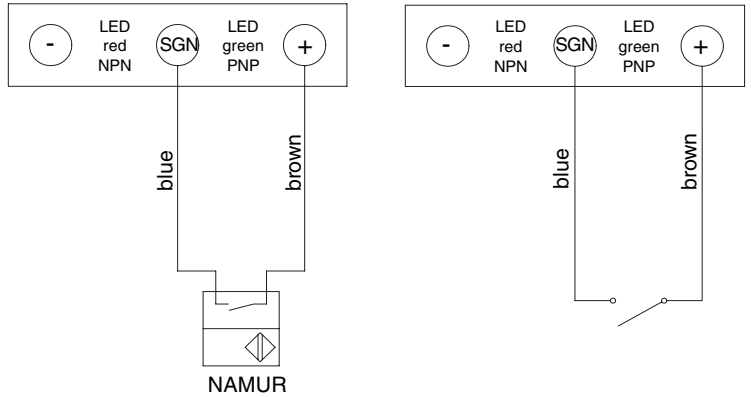 -
LED
red
NPN
SGN
LED
green
PNP
+
blue
brown
NAMUR
-
LED
red
NPN
SGN
LED
green
PNP
+
blue
brown